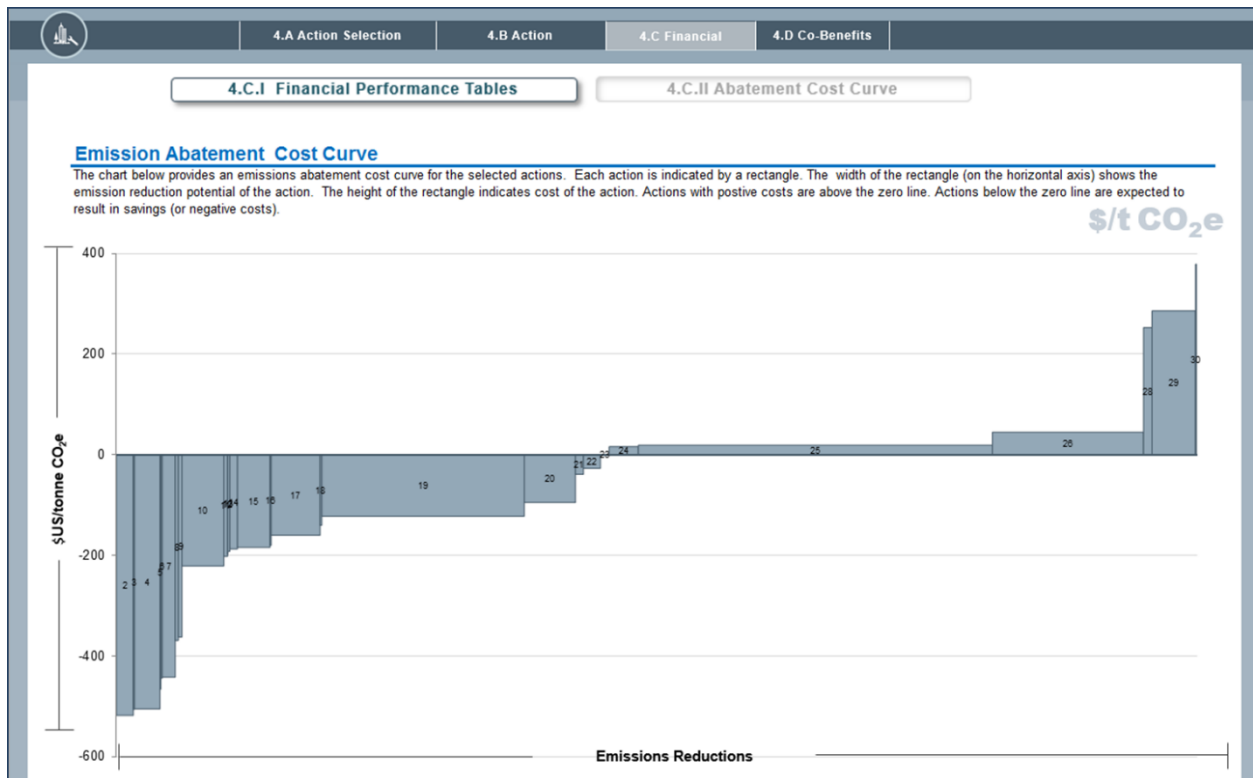 4.A Action Selection
4.B Action
4.C Financial
4.D Co-Benefits
4.C.I Financial Performance Tables
4.C.II Abatement Cost Curve
Emission Abatement Cost Curve
The chart below provides an emissions abatement cost curve for the selected actions. Each action is indicated by a rectangle. The width of the rectangle (on the horizontal axis) shows the
emission reduction potential of the action. The height of the rectangle indicates cost of the action. Actions with postive costs are above the zero line. Actions below the zero line are expected to
result in savings (or negative costs).
$/t CO₂e
$US/tonne CO₂e
400
200
0
-200
-400
-600
2
3
4
7
9
10
14
15
16
17
18
19
20
21
22
23
24
25
26
28
29
30
Emissions Reductions